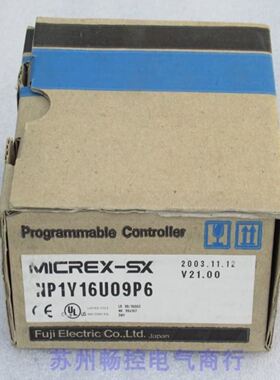 Programmable Controller
MICREX-SX
2003.11.12
V21.00
NP1Y16U09P6
LISTED
Fuji Electric Co.,Ltd. Japan
苏州畅控电气商行